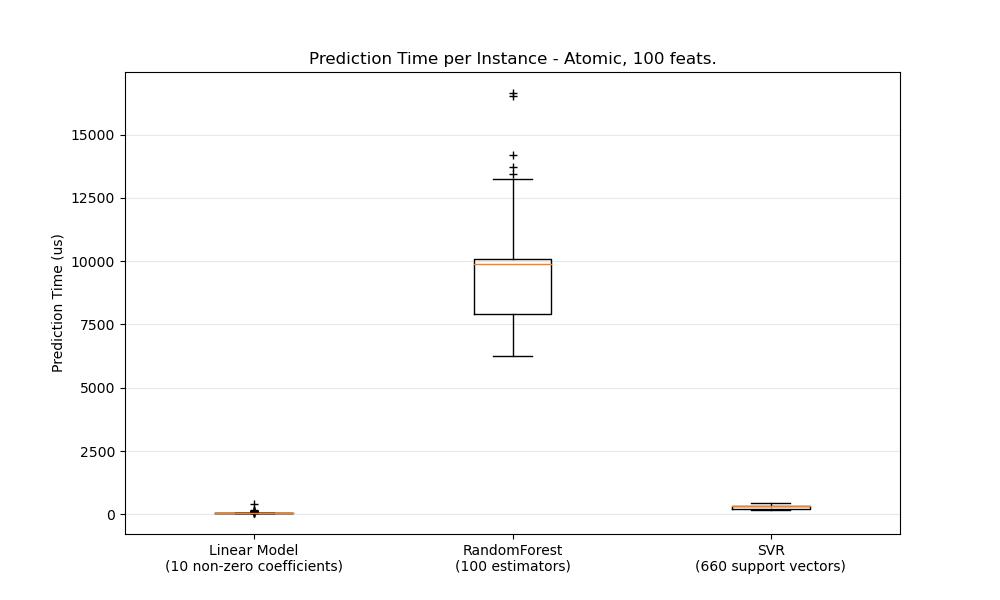 Prediction Time per Instance - Atomic, 100 feats.
Prediction Time (us)
15000
12500
10000
7500
5000
2500
0
Linear Model
(10 non-zero coefficients)
RandomForest
(100 estimators)
SVR
(660 support vectors)